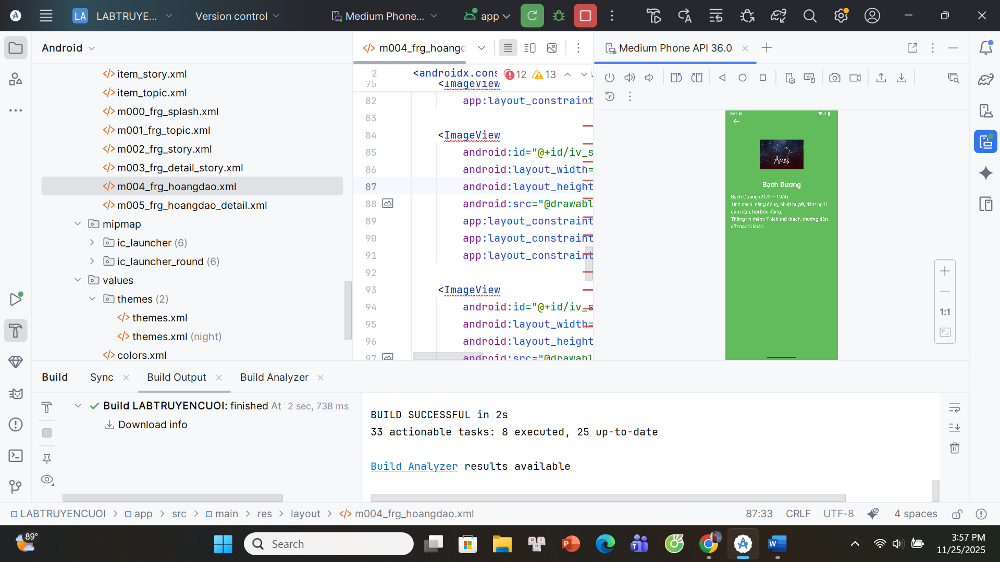 LA LABTRUYE... Version control Medium Phone... app
Android
item_story.xml
item_topic.xml
m000_frg_splash.xml
m001_frg_topic.xml
m002_frg_story.xml
m003_frg_detail_story.xml
m004_frg_hoangdao.xml
m005_frg_hoangdao_detail.xml
mipmap
ic_launcher (6)
ic_launcher_round (6)
values
themes (2)
themes.xml
themes.xml (night)
colors.xml
m004_frg_hoangd
2 <androidx.cons 12 13
75 <ImageView
82 app:layout_constraint
83
84 <ImageView
85 android:id="@+id/iv_s
86 android:layout_width=
87 android:layout_height
88 android:src="@drawabl
89 app:layout_constraint
90 app:layout_constraint
91 app:layout_constraint
92
93 <ImageView
94 android:id="@+id/iv_s
95 android:layout_width=
96 android:layout_height
97 android:src="@drawabl
Medium Phone API 36.0
2:57
Aries
Bạch Dương
Bạch Dương (21/3 – 19/4)
Tính cách: năng động, nhiệt huyết, dám nghĩ
dám làm, hơi bốc đồng.
Thông tin thêm: Thích thử thách, thường dẫn
dắt người khác.
1:1
Build Sync Build Output Build Analyzer
Build LABTRUYENCUOI: finished At 2 sec, 738 ms
Download info
BUILD SUCCESSFUL in 2s
33 actionable tasks: 8 executed, 25 up-to-date
Build Analyzer results available
LABTRUYENCUOI > app > src > main > res > layout > m004_frg_hoangdao.xml
87:33 CRLF UTF-8 4 spaces
89°
Search
3:57 PM
11/25/2025